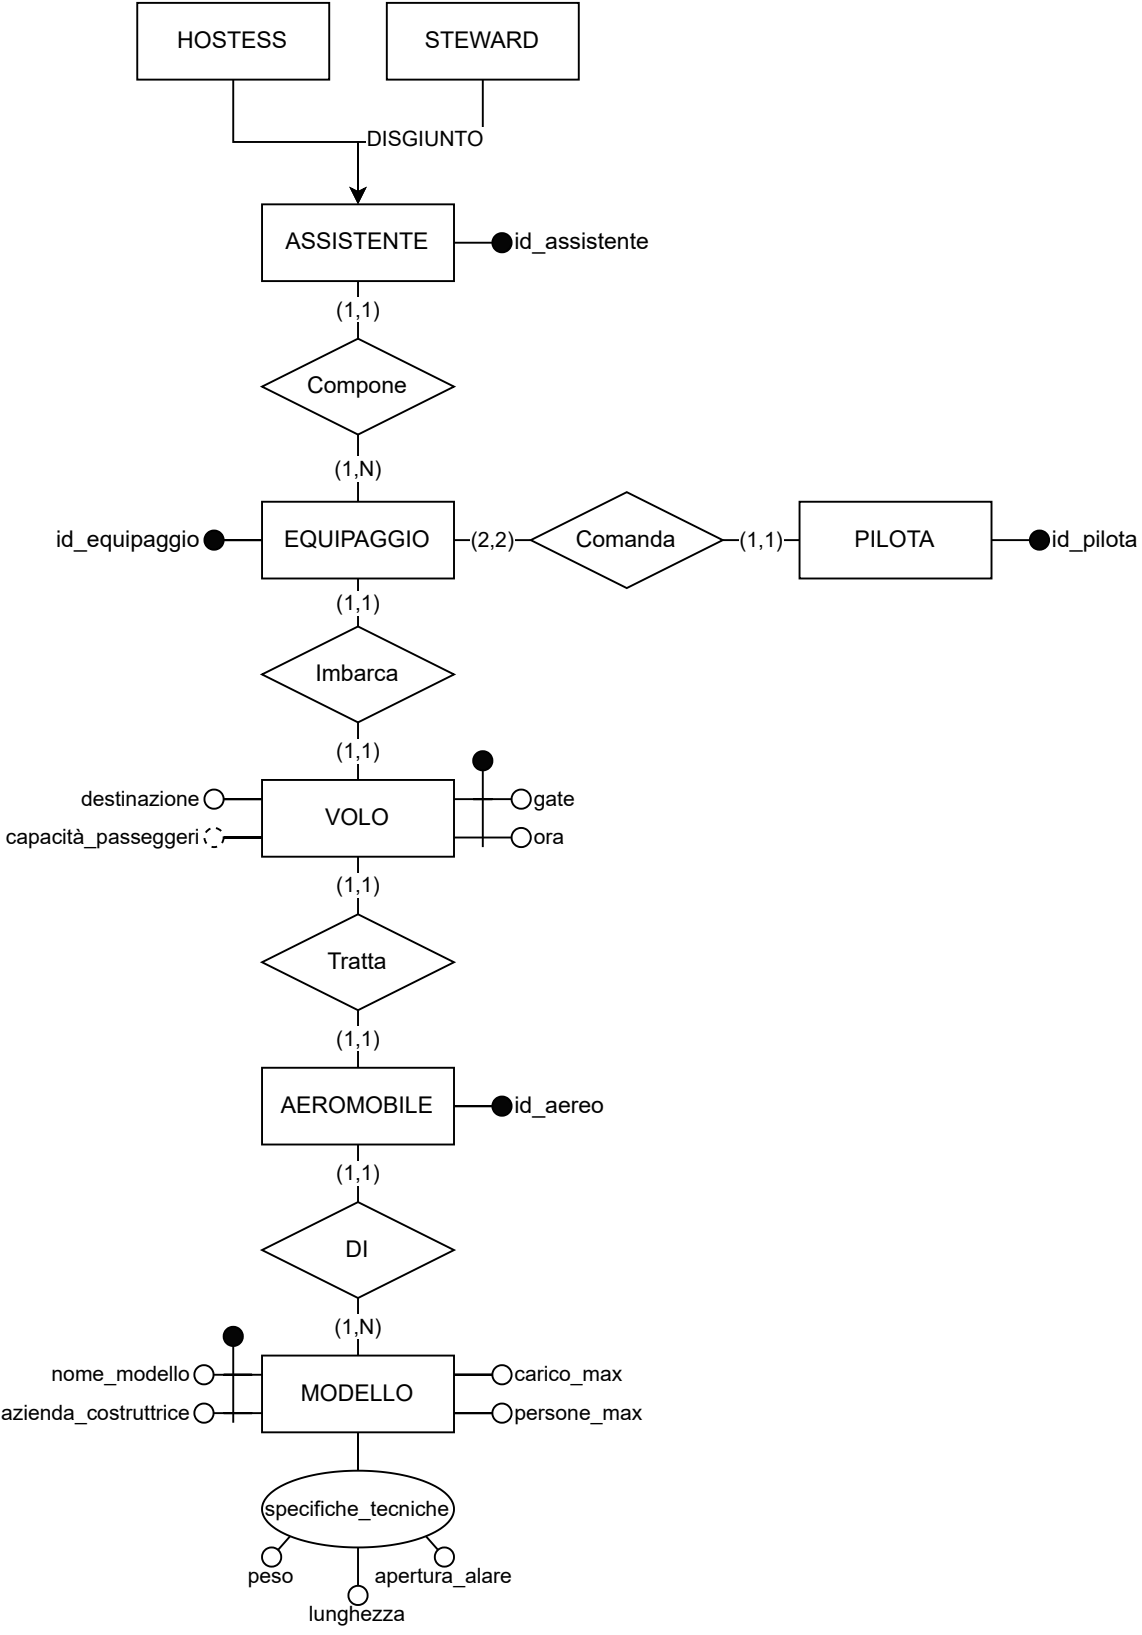 HOSTESS
STEWARD
DISGIUNTO
ASSISTENTE
id_assistente
(1,1)
Compone
(1,N)
id_equipaggio
EQUIPAGGIO
(2,2)
Comanda
(1,1)
PILOTA
id_pilota
(1,1)
Imbarca
(1,1)
destinazione
VOLO
gate
capacità_passeggeri
ora
(1,1)
Tratta
(1,1)
AEROMOBILE
id_aereo
(1,1)
DI
(1,N)
nome_modello
MODELLO
carico_max
azienda_costruttrice
persone_max
specifiche_tecniche
peso
apertura_alare
lunghezza